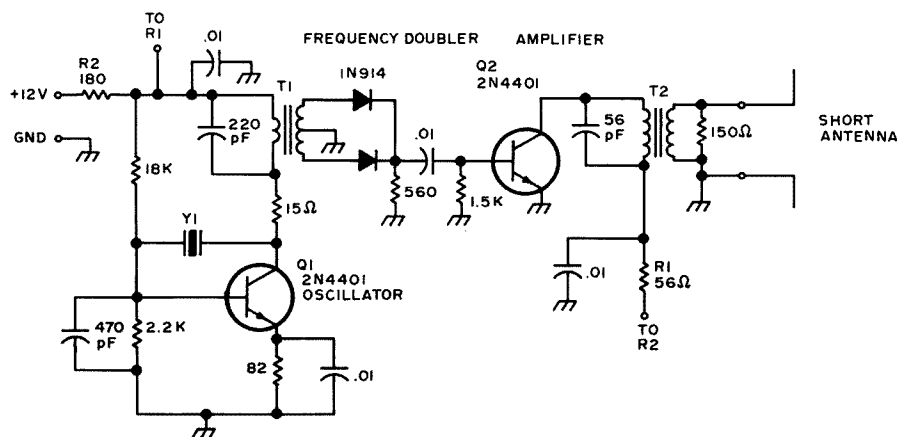 TO
R1
.01
FREQUENCY DOUBLER
AMPLIFIER
R2
180
+12V
GND
T1
1N914
Q2
2N4401
T2
220
pF
.01
56
pF
150Ω
SHORT
ANTENNA
18K
560
1.5K
15Ω
Y1
Q1
2N4401
OSCILLATOR
.01
R1
56Ω
TO
R2
470
pF
2.2K
82
.01